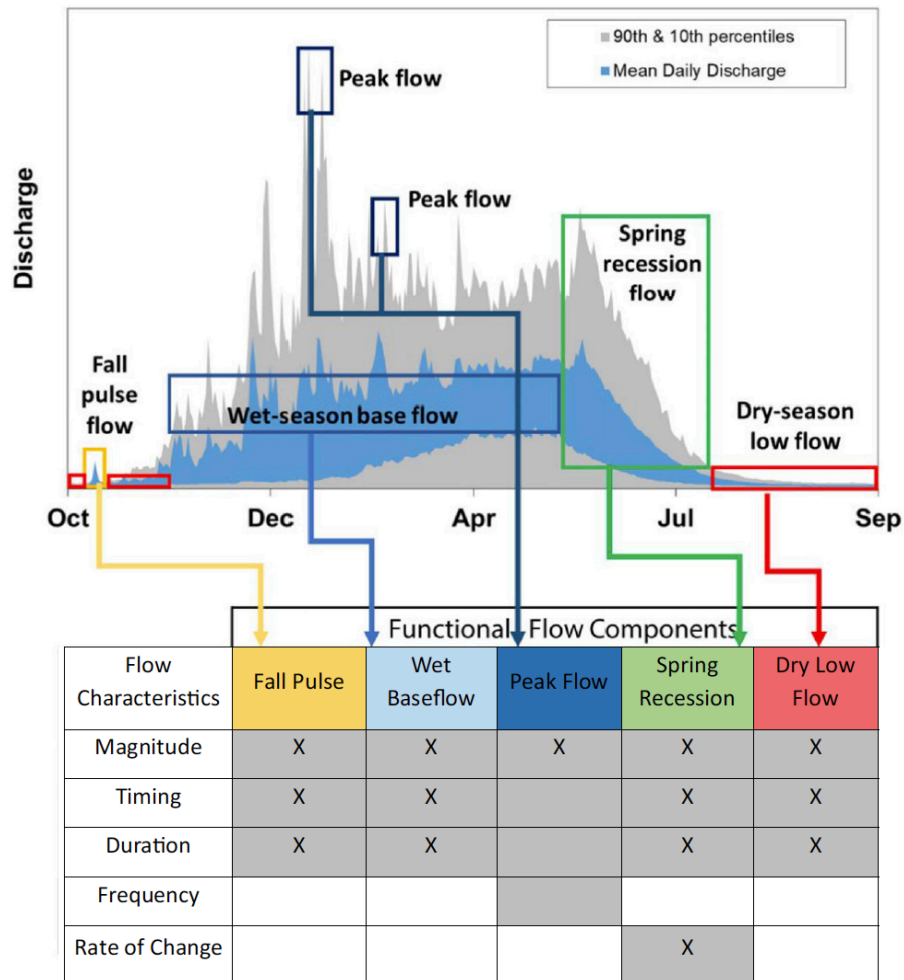 90th & 10th percentiles
Mean Daily Discharge
Peak flow
Peak flow
Spring
recession
flow
Discharge
Fall
pulse
flow
Wet-season base flow
Dry-season
low flow
Oct Dec Apr Jul Sep
Functional Flow Components
Flow
Characteristics
Fall Pulse
Wet
Baseflow
Peak Flow
Spring
Recession
Dry Low
Flow
Magnitude X X X X X
Timing X X X X
Duration X X X X
Frequency
Rate of Change X